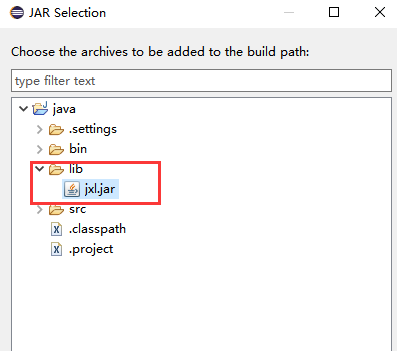 JAR Selection
Choose the archives to be added to the build path:
type filter text
java
.settings
bin
lib
jxl.jar
src
.classpath
.project